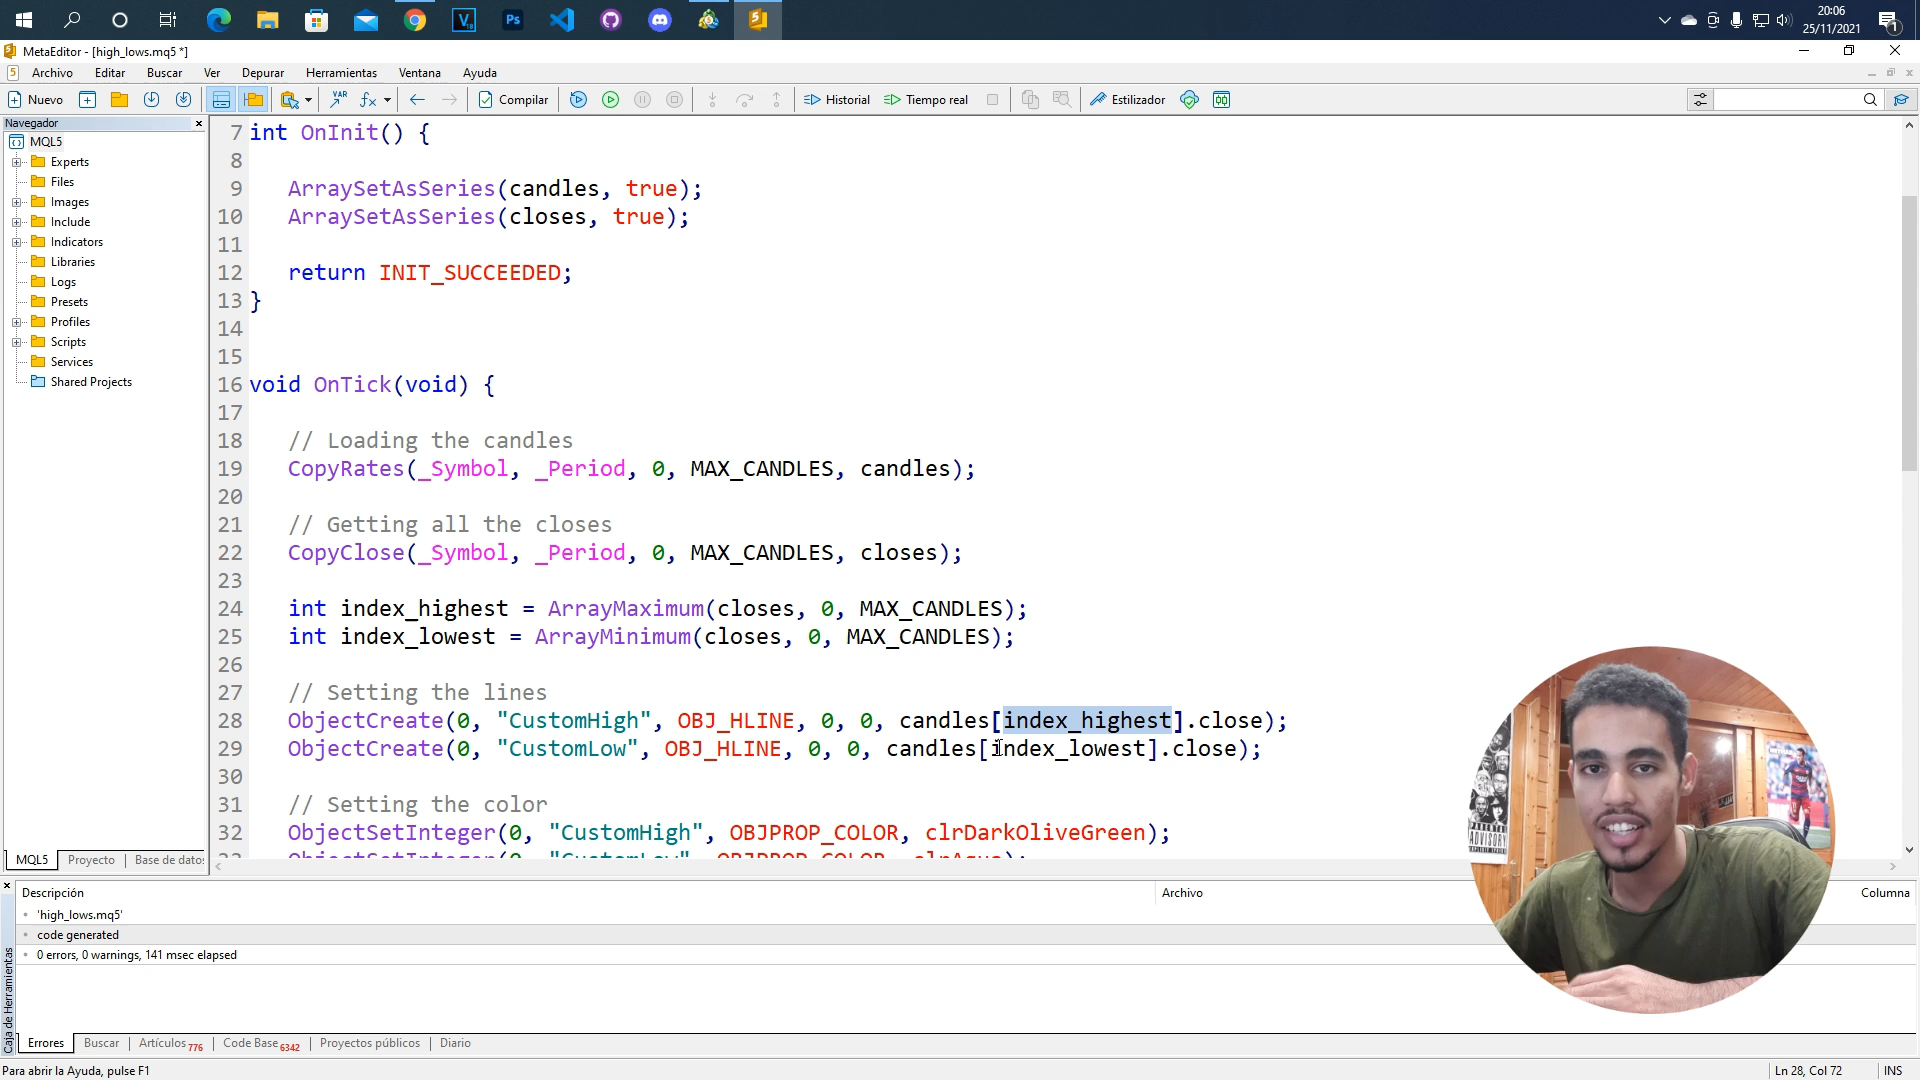 20:06
25/11/2021
MetaEditor - [high_lows.mq5 *]
Archivo Editar Buscar Ver Depurar Herramientas Ventana Ayuda
Nuevo VAR fx Compilar Historial Tiempo real Estilizador
Navegador
MQL5
Experts
Files
Images
Include
Indicators
Libraries
Logs
Presets
Profiles
Scripts
Services
Shared Projects
MQL5 Proyecto Base de datos
7 int OnInit() {
8
9 ArraySetAsSeries(candles, true);
10 ArraySetAsSeries(closes, true);
11
12 return INIT_SUCCEEDED;
13 }
14
15
16 void OnTick(void) {
17
18 // Loading the candles
19 CopyRates(_Symbol, _Period, 0, MAX_CANDLES, candles);
20
21 // Getting all the closes
22 CopyClose(_Symbol, _Period, 0, MAX_CANDLES, closes);
23
24 int index_highest = ArrayMaximum(closes, 0, MAX_CANDLES);
25 int index_lowest = ArrayMinimum(closes, 0, MAX_CANDLES);
26
27 // Setting the lines
28 ObjectCreate(0, "CustomHigh", OBJ_HLINE, 0, 0, candles[index_highest].close);
29 ObjectCreate(0, "CustomLow", OBJ_HLINE, 0, 0, candles[index_lowest].close);
30
31 // Setting the color
32 ObjectSetInteger(0, "CustomHigh", OBJPROP_COLOR, clrDarkOliveGreen);
33 ObjectSetInteger(0, "CustomLow", OBJPROP_COLOR, clrAqua);
Descripción Archivo Columna
'high_lows.mq5'
code generated
0 errors, 0 warnings, 141 msec elapsed
Caja de Herramientas
Errores Buscar Artículos 776 Code Base 6342 Proyectos públicos Diario
Para abrir la Ayuda, pulse F1 Ln 28, Col 72 INS